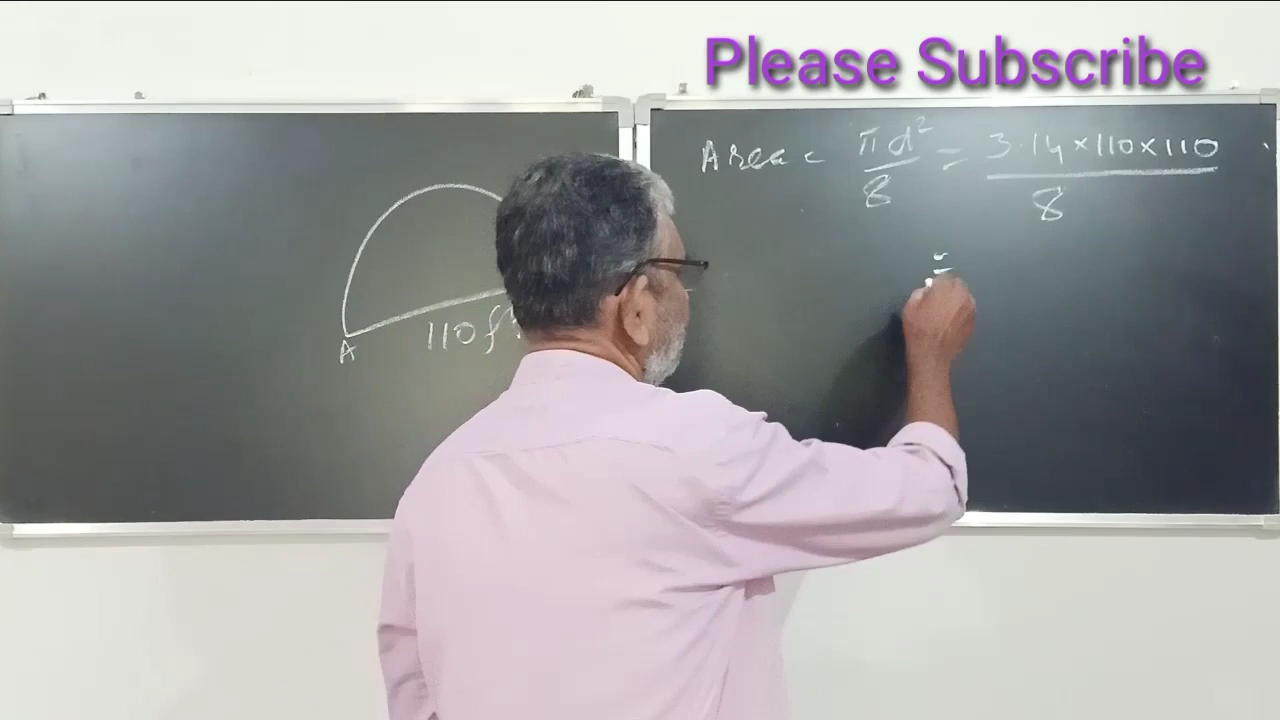 Please Subscribe
Area = πd²/8 = 3.14×110×110/8
=
110 f
A